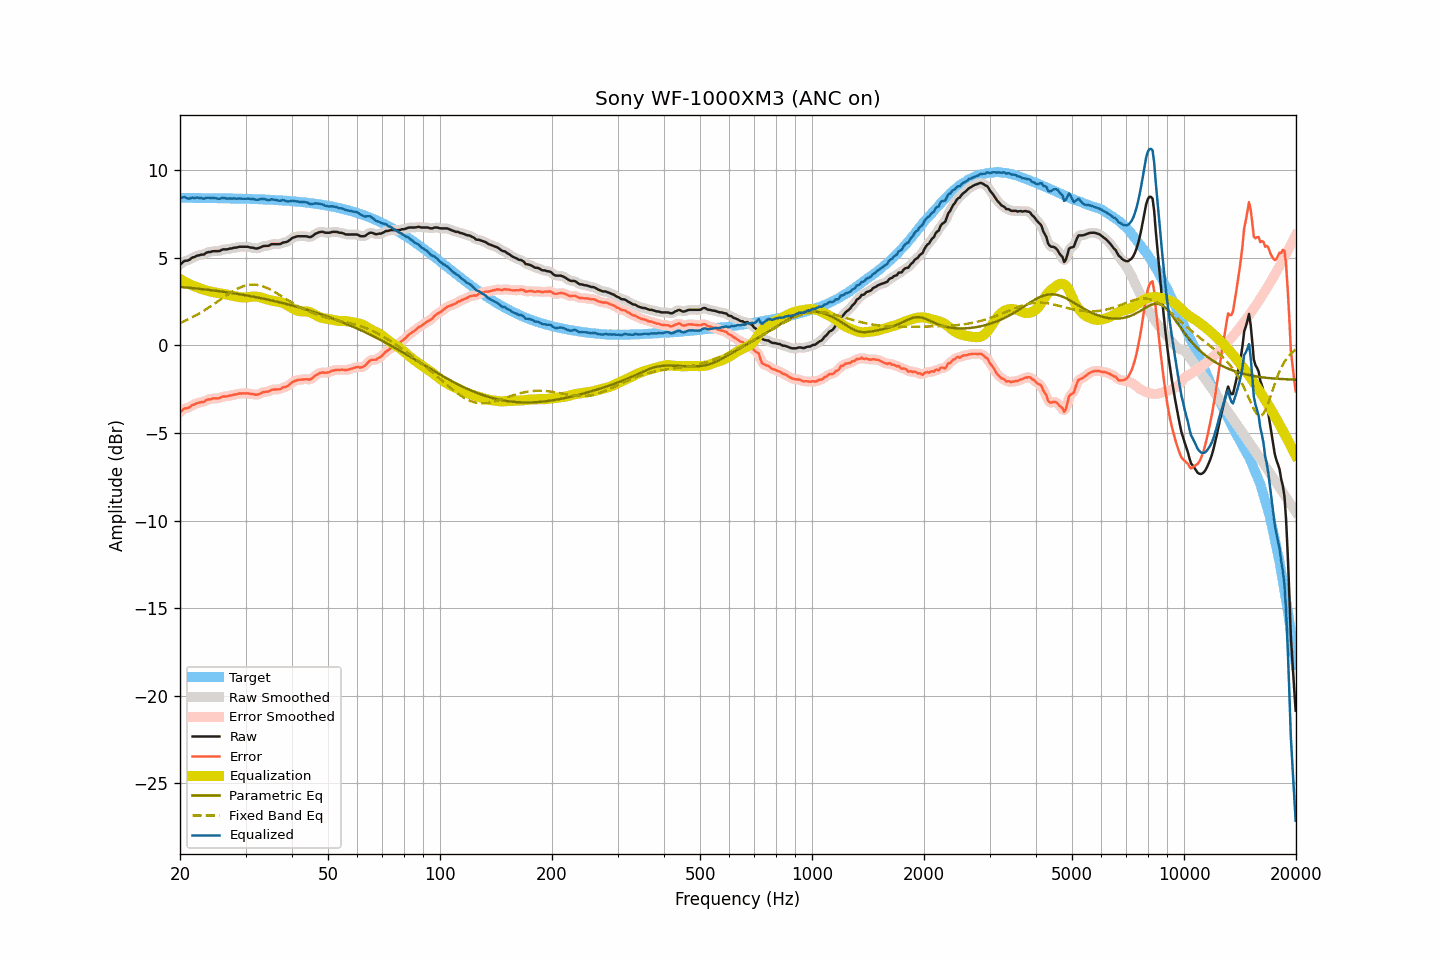 Sony WF-1000XM3 (ANC on)
10
5
0
−5
−10
−15
−20
−25
Amplitude (dBr)
Target
Raw Smoothed
Error Smoothed
Raw
Error
Equalization
Parametric Eq
Fixed Band Eq
Equalized
20 50 100 200 500 1000 2000 5000 10000 20000
Frequency (Hz)